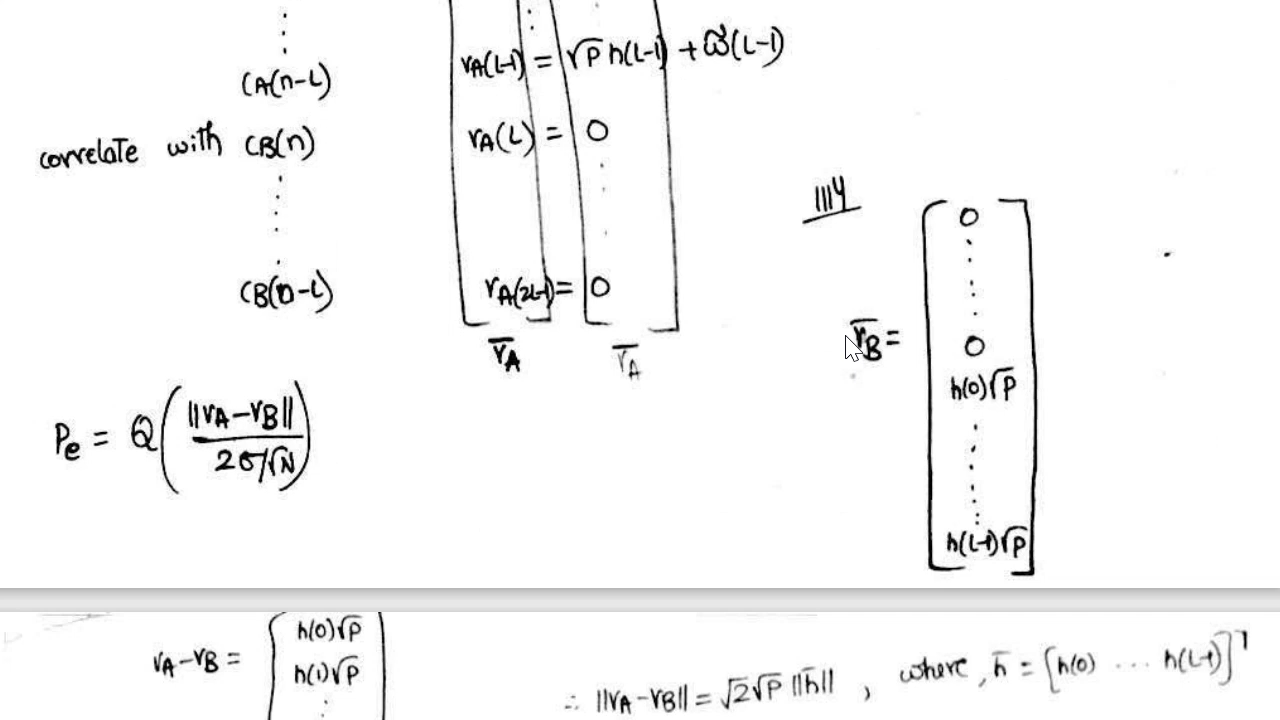 CA(n-L)
correlate with CB(n)
CB(n-L)
rA(L-1) = √P h(L-1) + ω̃(L-1)
rA(L) = 0
rA(2L-1) = 0
r̅A r̅A
Pe = Q(||rA-rB|| / 2σ/√N)
|||ly
r̅B = [0
0
h(0)√P
h(L-1)√P]
rA-rB = [h(0)√P
h(1)√P
∴ ||rA-rB|| = √2 √P ||h̅||, where, h̅ = [h(0) ... h(L-1)]ᵀ